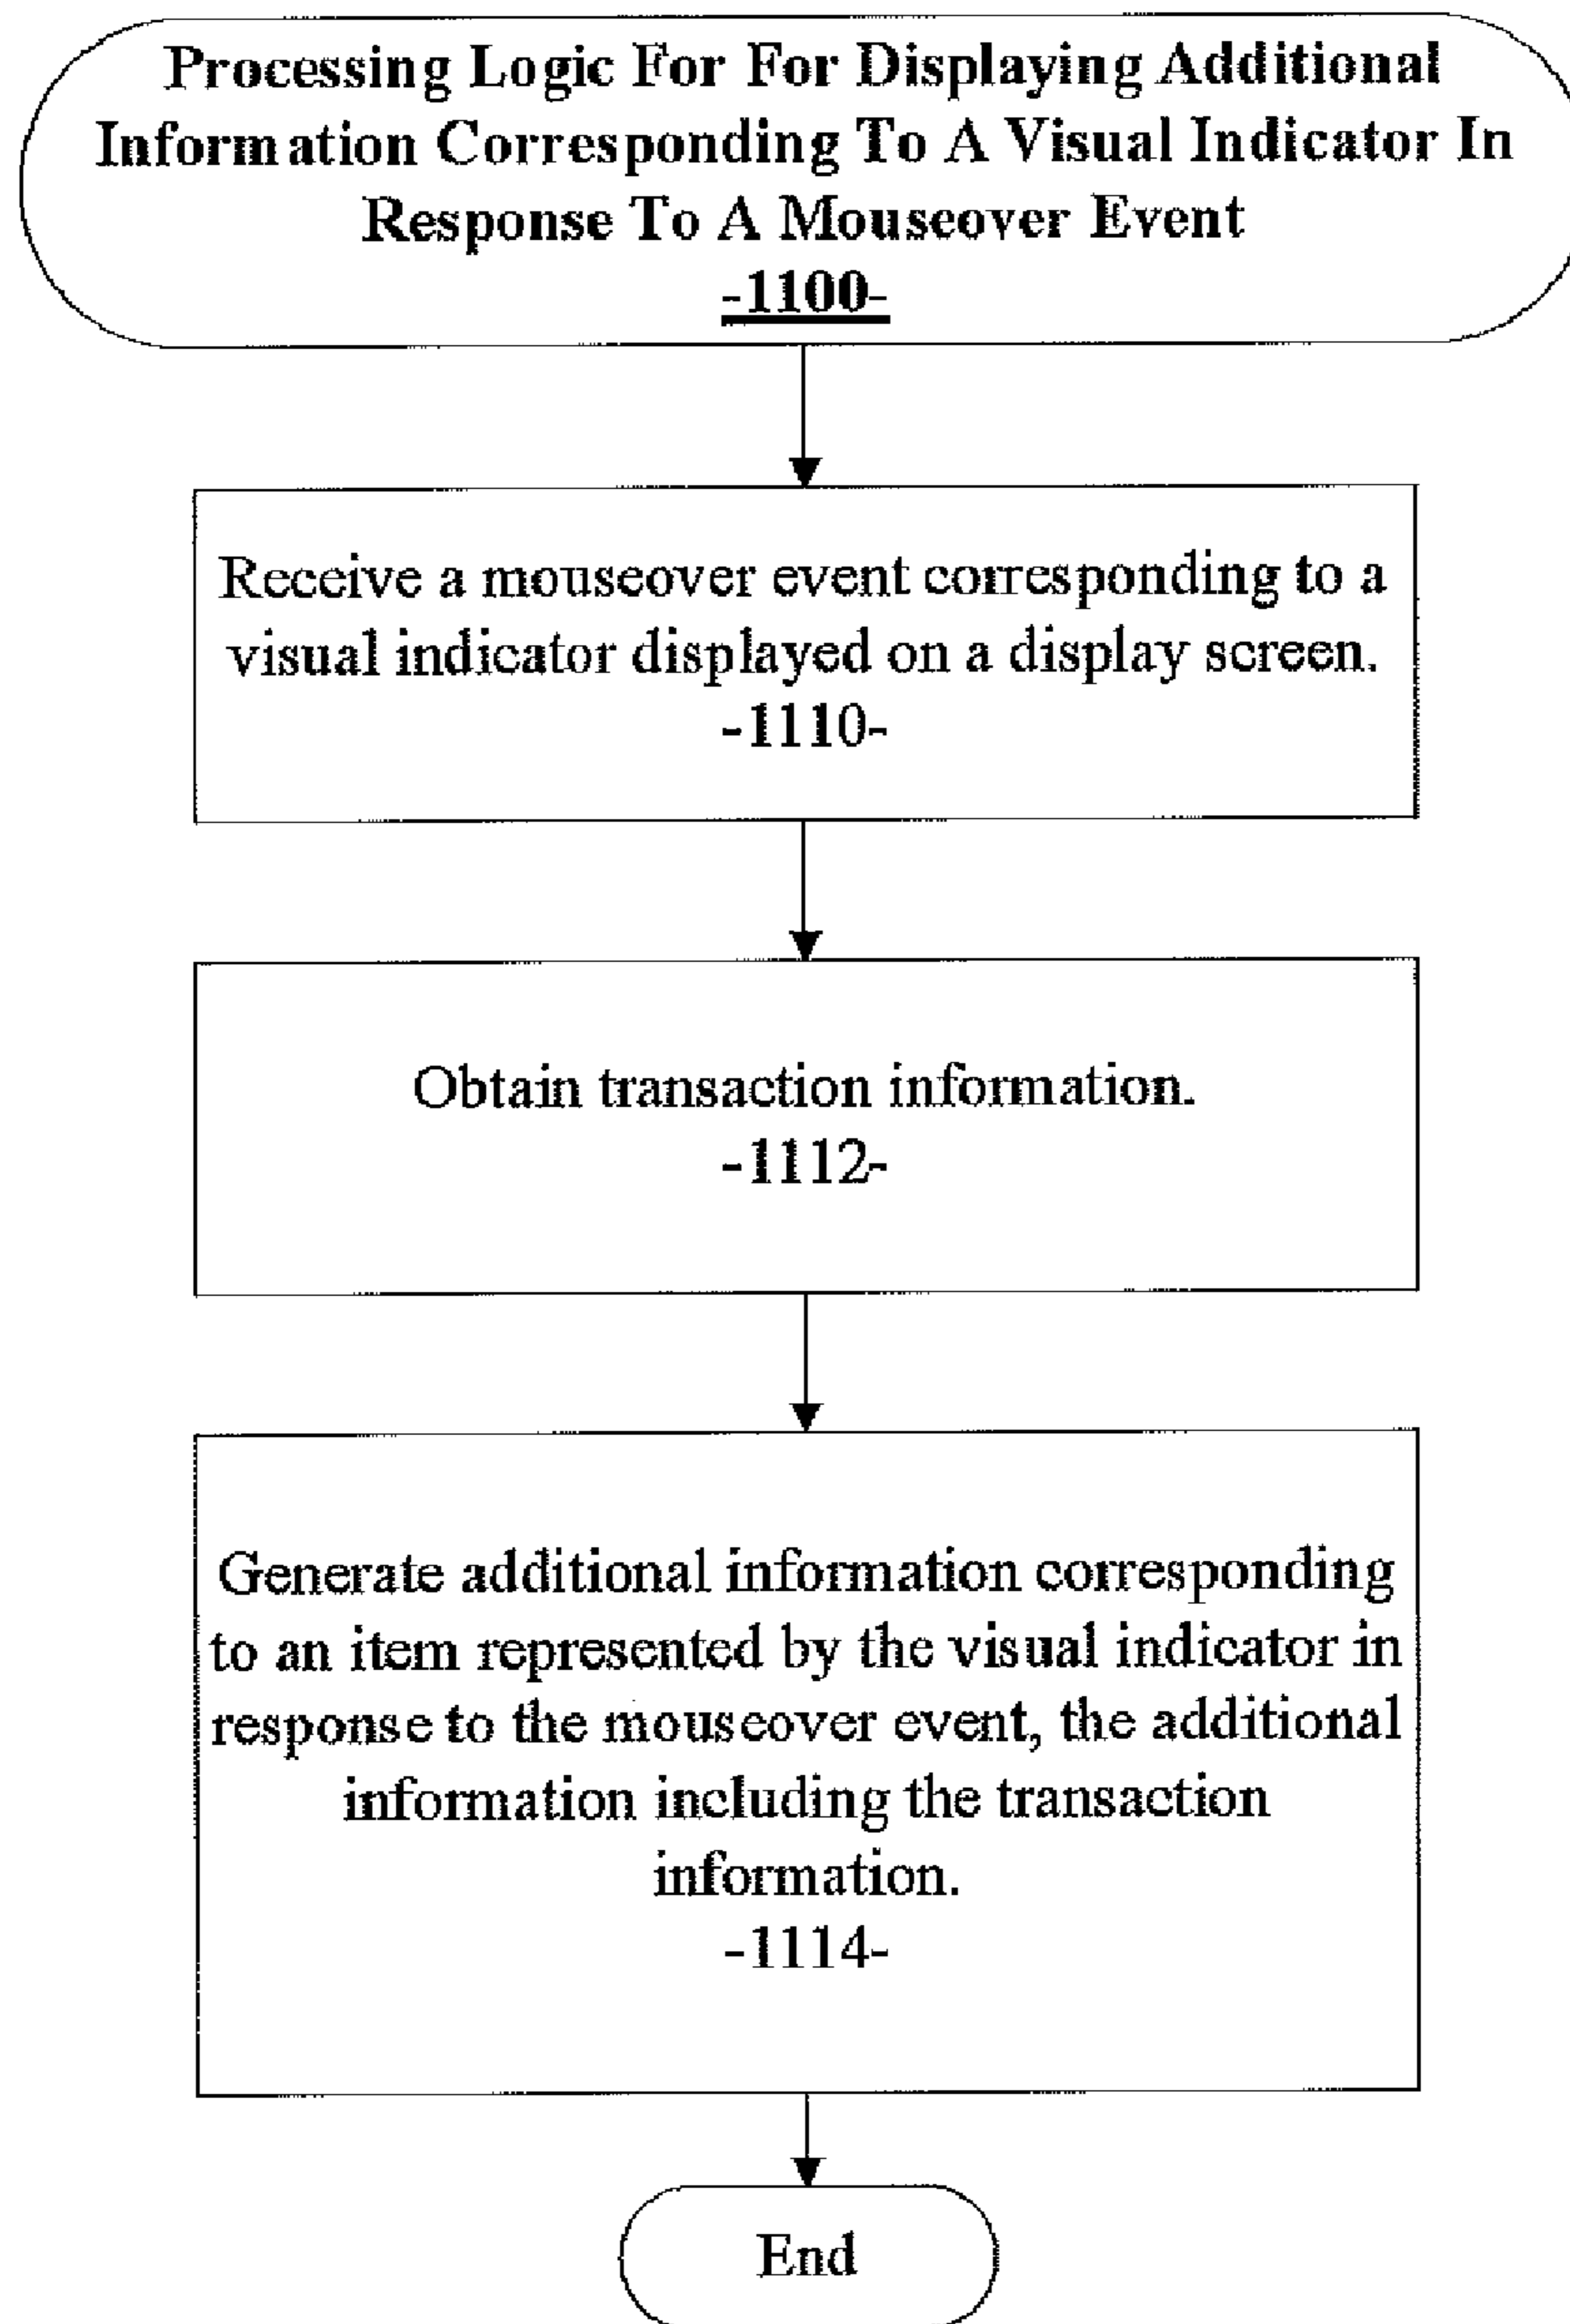 Processing Logic For For Displaying Additional
Information Corresponding To A Visual Indicator In
Response To A Mouseover Event
-1100-
Receive a mouseover event corresponding to a
visual indicator displayed on a display screen.
-1110-
Obtain transaction information.
-1112-
Generate additional information corresponding
to an item represented by the visual indicator in
response to the mouseover event, the additional
information including the transaction
information.
-1114-
End